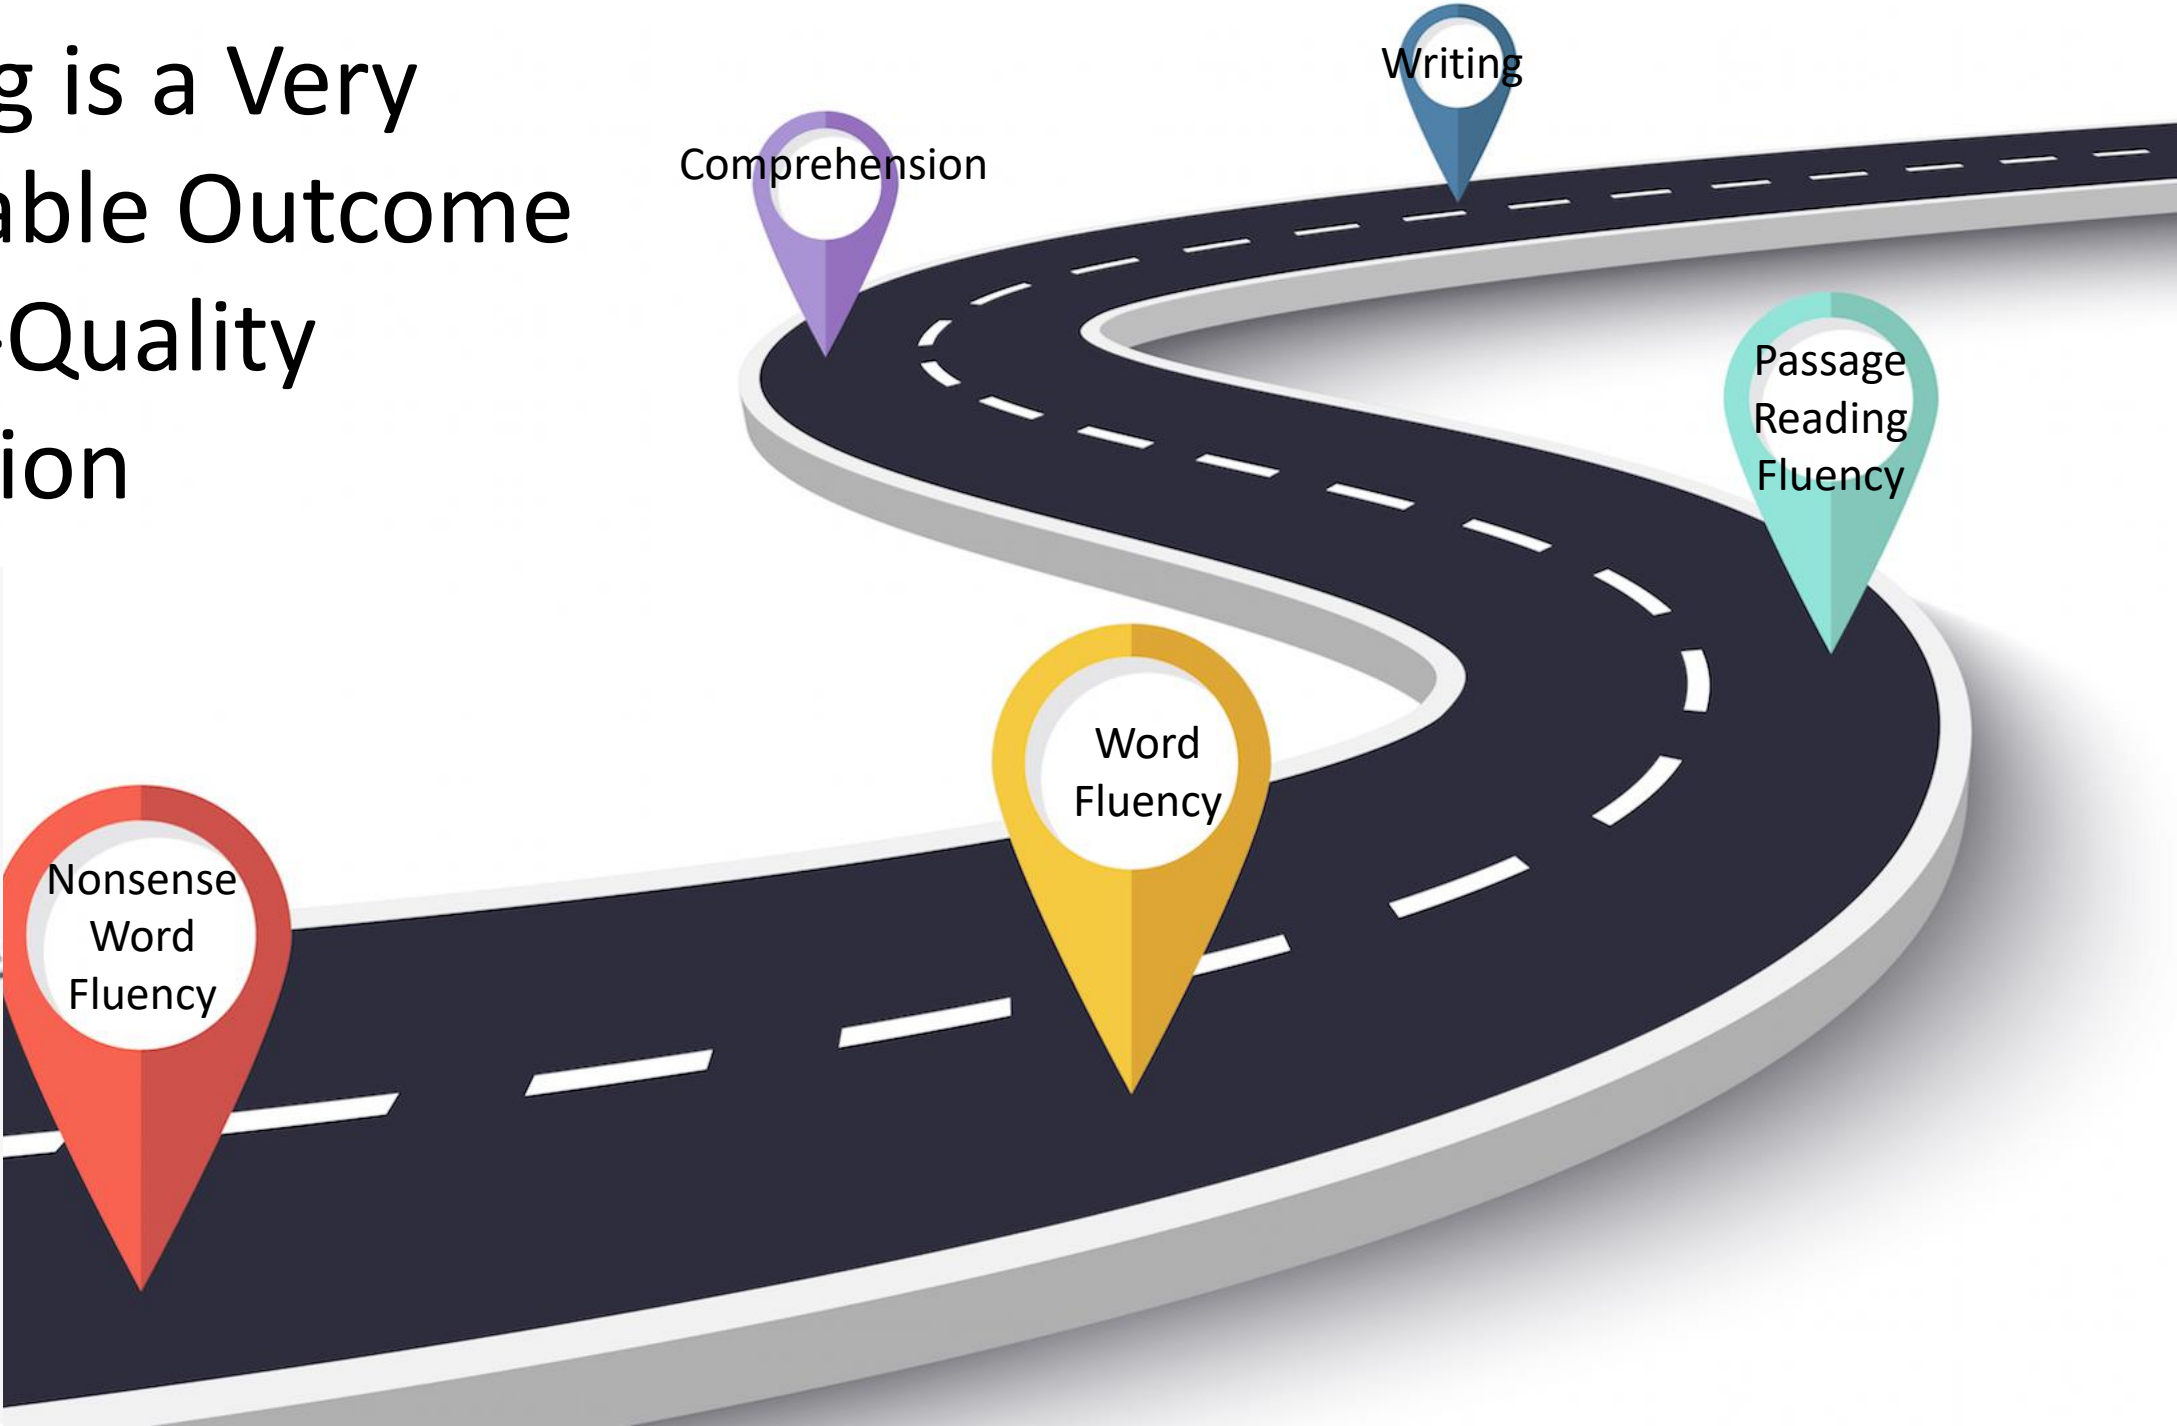 g is a Very
able Outcome
-Quality
ion
Writing
Comprehension
Passage
Reading
Fluency
Word
Fluency
Nonsense
Word
Fluency